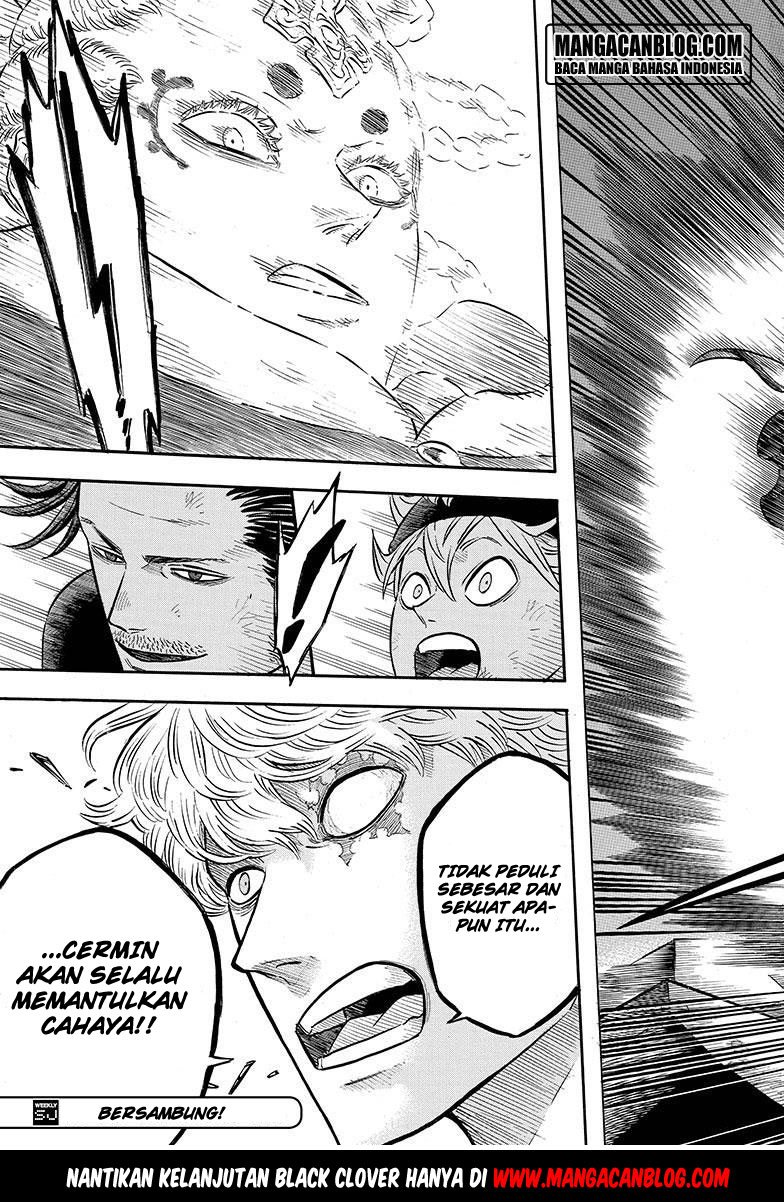 MANGACANBLOG.COM
BACA MANGA BAHASA INDONESIA
TIDAK PEDULI
SEBESAR DAN
SEKUAT APA-
PUN ITU...
...CERMIN
AKAN SELALU
MEMANTULKAN
CAHAYA!!
WEEKLY
S.J
BERSAMBUNG!
NANTIKAN KELANJUTAN BLACK CLOVER HANYA DI WWW.MANGACANBLOG.COM